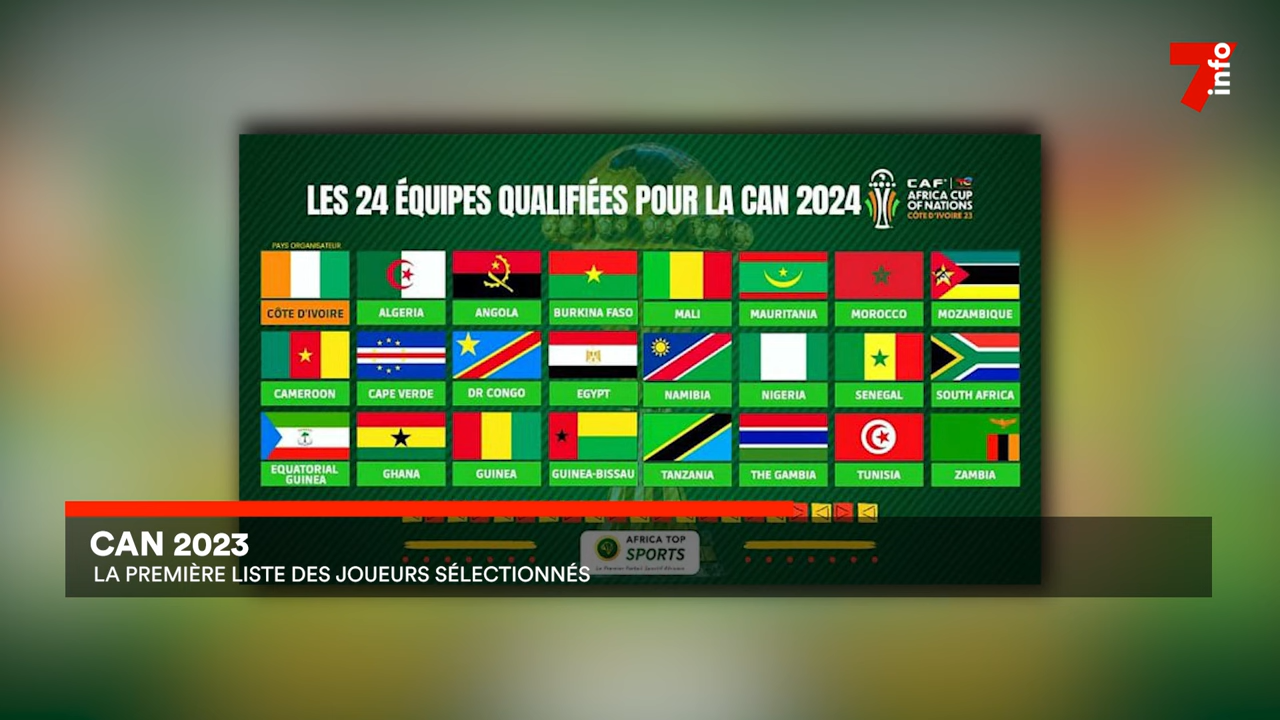 7 info
LES 24 ÉQUIPES QUALIFIÉES POUR LA CAN 2024
CAF
AFRICA CUP
OF NATIONS
CÔTE D'IVOIRE 23
PAYS ORGANISATEUR
CÔTE D'IVOIRE
ALGERIA
ANGOLA
BURKINA FASO
MALI
MAURITANIA
MOROCCO
MOZAMBIQUE
CAMEROON
CAPE VERDE
DR CONGO
EGYPT
NAMIBIA
NIGERIA
SENEGAL
SOUTH AFRICA
EQUATORIAL
GUINEA
GHANA
GUINEA
GUINEA-BISSAU
TANZANIA
THE GAMBIA
TUNISIA
ZAMBIA
AFRICA TOP
SPORTS
CAN 2023
LA PREMIÈRE LISTE DES JOUEURS SÉLECTIONNÉS